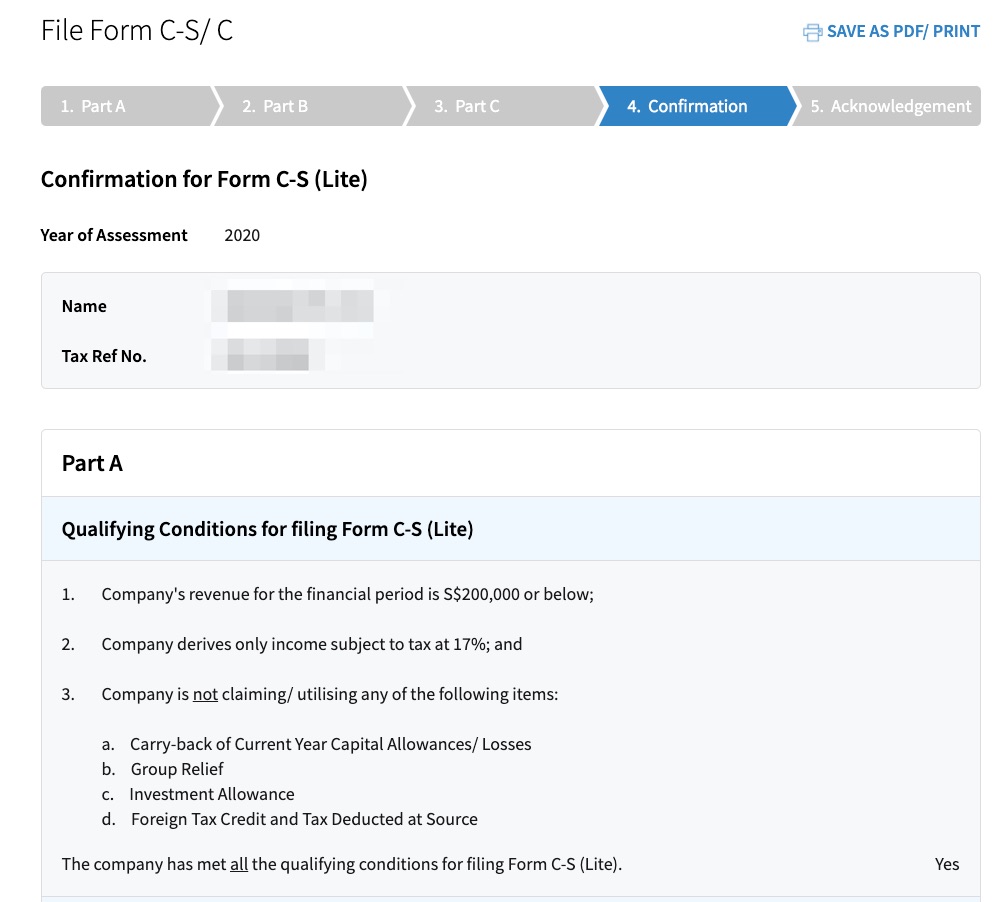 File Form C-S/ C
SAVE AS PDF/ PRINT
1. Part A
2. Part B
3. Part C
4. Confirmation
5. Acknowledgement
Confirmation for Form C-S (Lite)
Year of Assessment 2020
Name
Tax Ref No.
Part A
Qualifying Conditions for filing Form C-S (Lite)
1. Company's revenue for the financial period is S$200,000 or below;
2. Company derives only income subject to tax at 17%; and
3. Company is not claiming/ utilising any of the following items:
a. Carry-back of Current Year Capital Allowances/ Losses
b. Group Relief
c. Investment Allowance
d. Foreign Tax Credit and Tax Deducted at Source
The company has met all the qualifying conditions for filing Form C-S (Lite). Yes